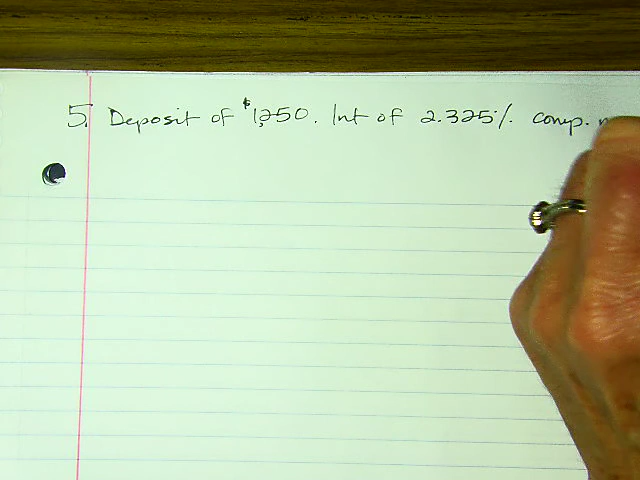 5. Deposit of $1,250. Int of 2.325%. comp.